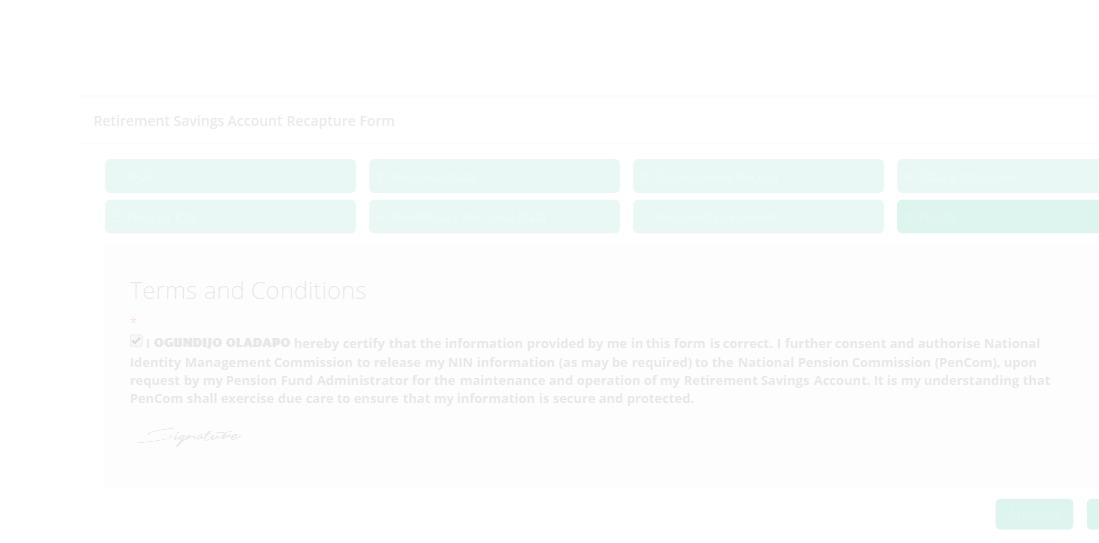 Retirement Savings Account Recapture Form
Terms and Conditions
*
I OGUNDIJO OLADAPO hereby certify that the information provided by me in this form is correct. I further consent and authorise National
Identity Management Commission to release my NIN information (as may be required) to the National Pension Commission (PenCom), upon
request by my Pension Fund Administrator for the maintenance and operation of my Retirement Savings Account. It is my understanding that
PenCom shall exercise due care to ensure that my information is secure and protected.
Signature